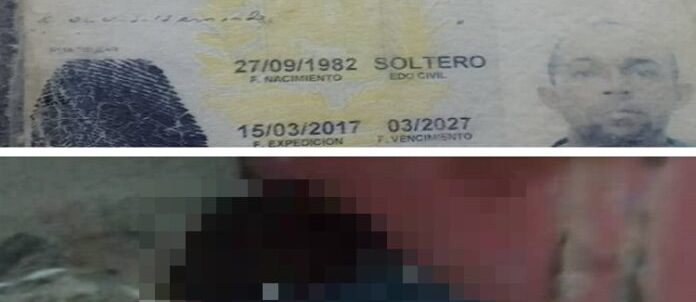 27/09/1982 SOLTERO
F. NACIMIENTO EDO CIVIL
15/03/2017 03/2027
F. EXPEDICION F. VENCIMIENTO